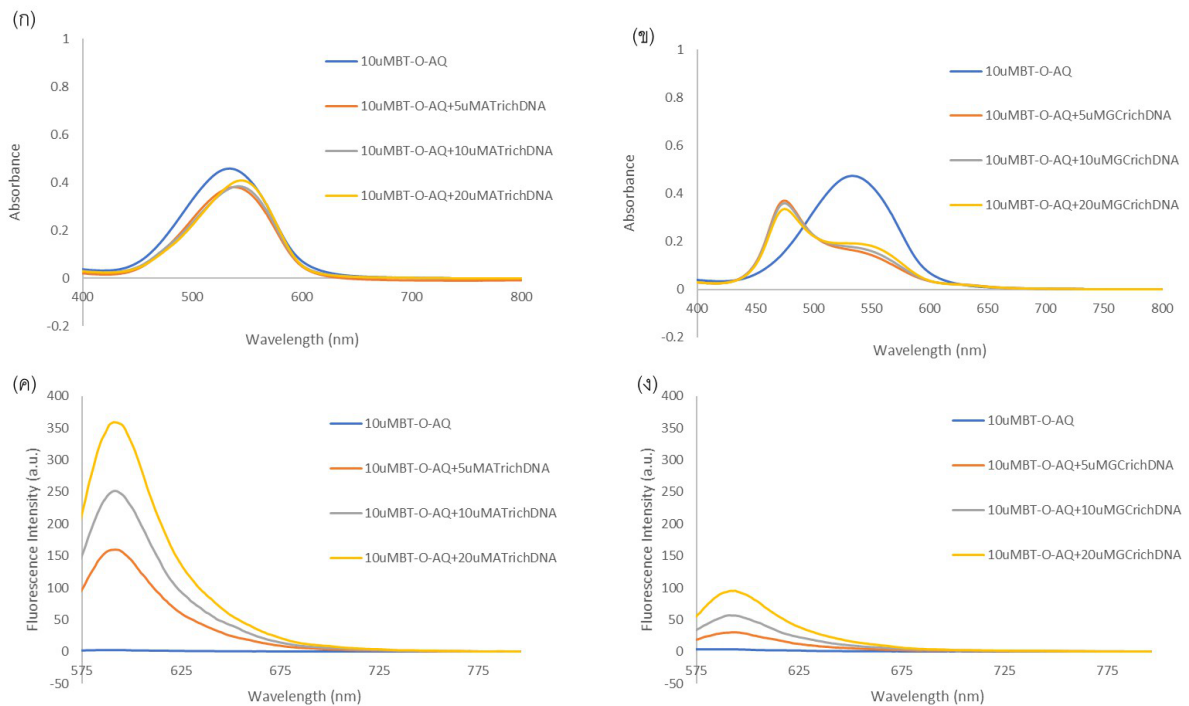 (ก)
1
0.8
0.6
0.4
0.2
0
-0.2
400
500
600
700
800
Absorbance
Wavelength (nm)
10uMBT-O-AQ
10uMBT-O-AQ+5uMATrichDNA
10uMBT-O-AQ+10uMATrichDNA
10uMBT-O-AQ+20uMATrichDNA
(ข)
1
0.8
0.6
0.4
0.2
0
-0.2
400
450
500
550
600
650
700
750
800
Absorbance
Wavelength (nm)
10uMBT-O-AQ
10uMBT-O-AQ+5uMGCrichDNA
10uMBT-O-AQ+10uMGCrichDNA
10uMBT-O-AQ+20uMGCrichDNA
(ค)
400
350
300
250
200
150
100
50
0
-50
575
625
675
725
775
Fluorescence Intensity (a.u.)
Wavelength (nm)
10uMBT-O-AQ
10uMBT-O-AQ+5uMATrichDNA
10uMBT-O-AQ+10uMATrichDNA
10uMBT-O-AQ+20uMATrichDNA
(ง)
400
350
300
250
200
150
100
50
0
-50
575
625
675
725
775
Fluorescence Intensity (a.u.)
Wavelength (nm)
10uMBT-O-AQ
10uMBT-O-AQ+5uMGCrichDNA
10uMBT-O-AQ+10uMGCrichDNA
10uMBT-O-AQ+20uMGCrichDNA